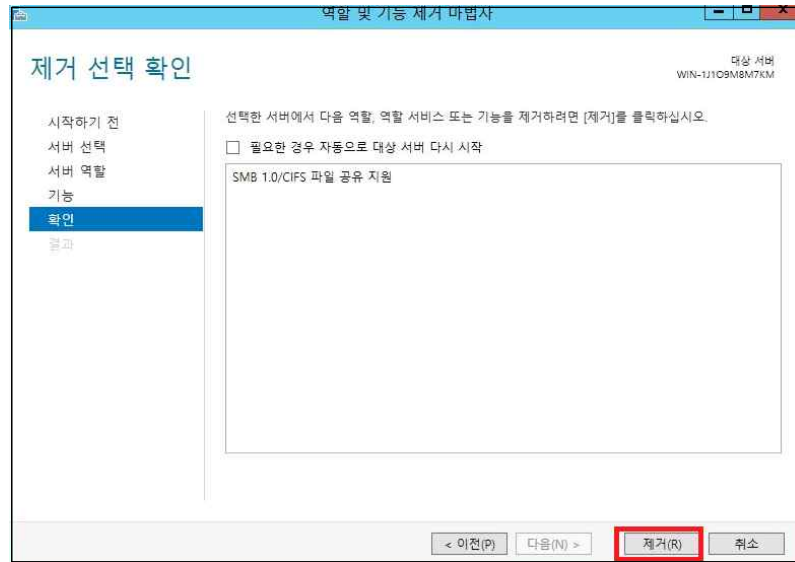 역할 및 기능 제거 마법사
제거 선택 확인
대상 서버
WIN-1J1O9M8M7KM
시작하기 전
서버 선택
서버 역할
기능
확인
결과
선택한 서버에서 다음 역할, 역할 서비스 또는 기능을 제거하려면 [제거]를 클릭하십시오.
필요한 경우 자동으로 대상 서버 다시 시작
SMB 1.0/CIFS 파일 공유 지원
< 이전(P) 다음(N) > 제거(R) 취소